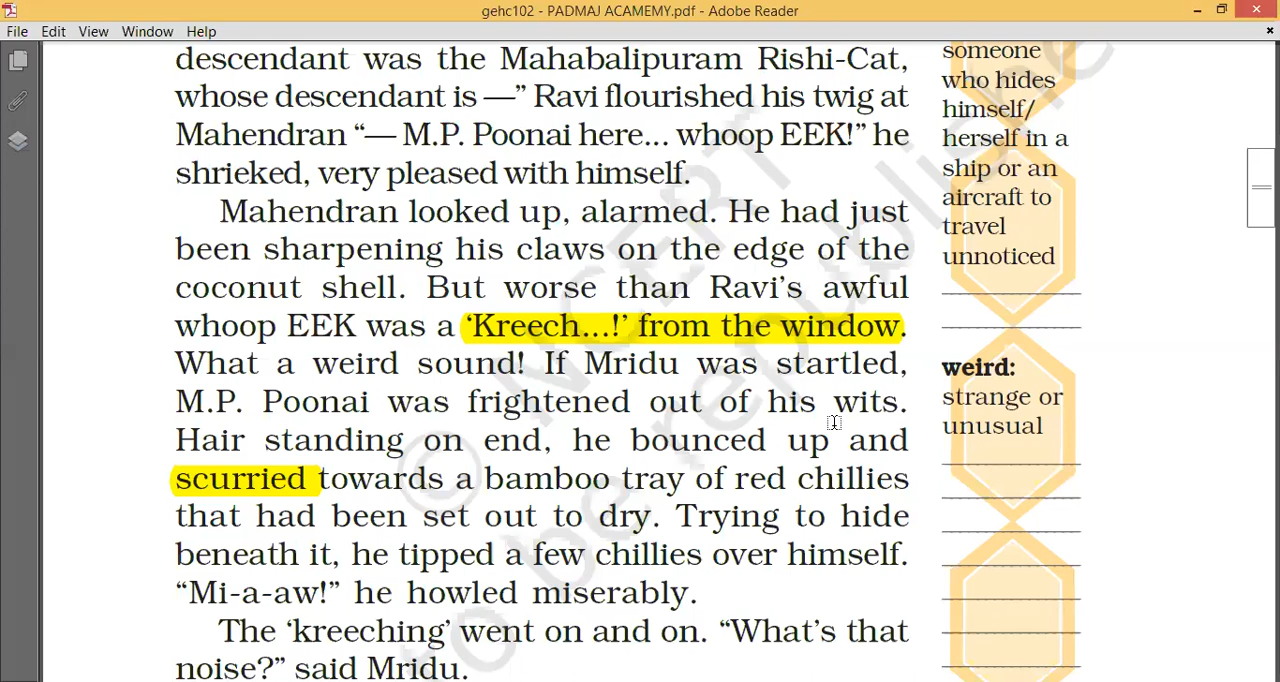 gehc102 - PADMAJ ACAMEMY.pdf - Adobe Reader
File Edit View Window Help
descendant was the Mahabalipuram Rishi-Cat,
whose descendant is —” Ravi flourished his twig at
Mahendran “— M.P. Poonai here... whoop EEK!” he
shrieked, very pleased with himself.
Mahendran looked up, alarmed. He had just
been sharpening his claws on the edge of the
coconut shell. But worse than Ravi’s awful
whoop EEK was a ‘Kreech...!’ from the window.
What a weird sound! If Mridu was startled,
M.P. Poonai was frightened out of his wits.
Hair standing on end, he bounced up and
scurried towards a bamboo tray of red chillies
that had been set out to dry. Trying to hide
beneath it, he tipped a few chillies over himself.
“Mi-a-aw!” he howled miserably.
The ‘kreeching’ went on and on. “What’s that
noise?” said Mridu.
someone
who hides
himself/
herself in a
ship or an
aircraft to
travel
unnoticed
weird:
strange or
unusual
© NCERT
to be republishe